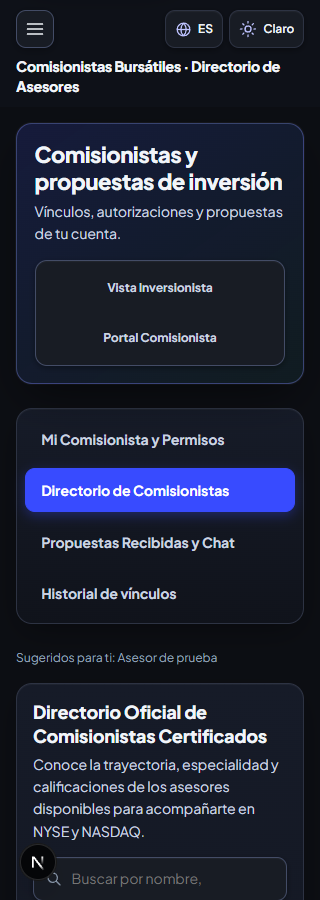 ES
Claro
Comisionistas Bursátiles · Directorio de
Asesores
Comisionistas y
propuestas de inversión
Vínculos, autorizaciones y propuestas
de tu cuenta.
Vista Inversionista
Portal Comisionista
Mi Comisionista y Permisos
Directorio de Comisionistas
Propuestas Recibidas y Chat
Historial de vínculos
Sugeridos para ti: Asesor de prueba
Directorio Oficial de
Comisionistas Certificados
Conoce la trayectoria, especialidad y
calificaciones de los asesores
disponibles para acompañarte en
NYSE y NASDAQ.
N
Buscar por nombre,